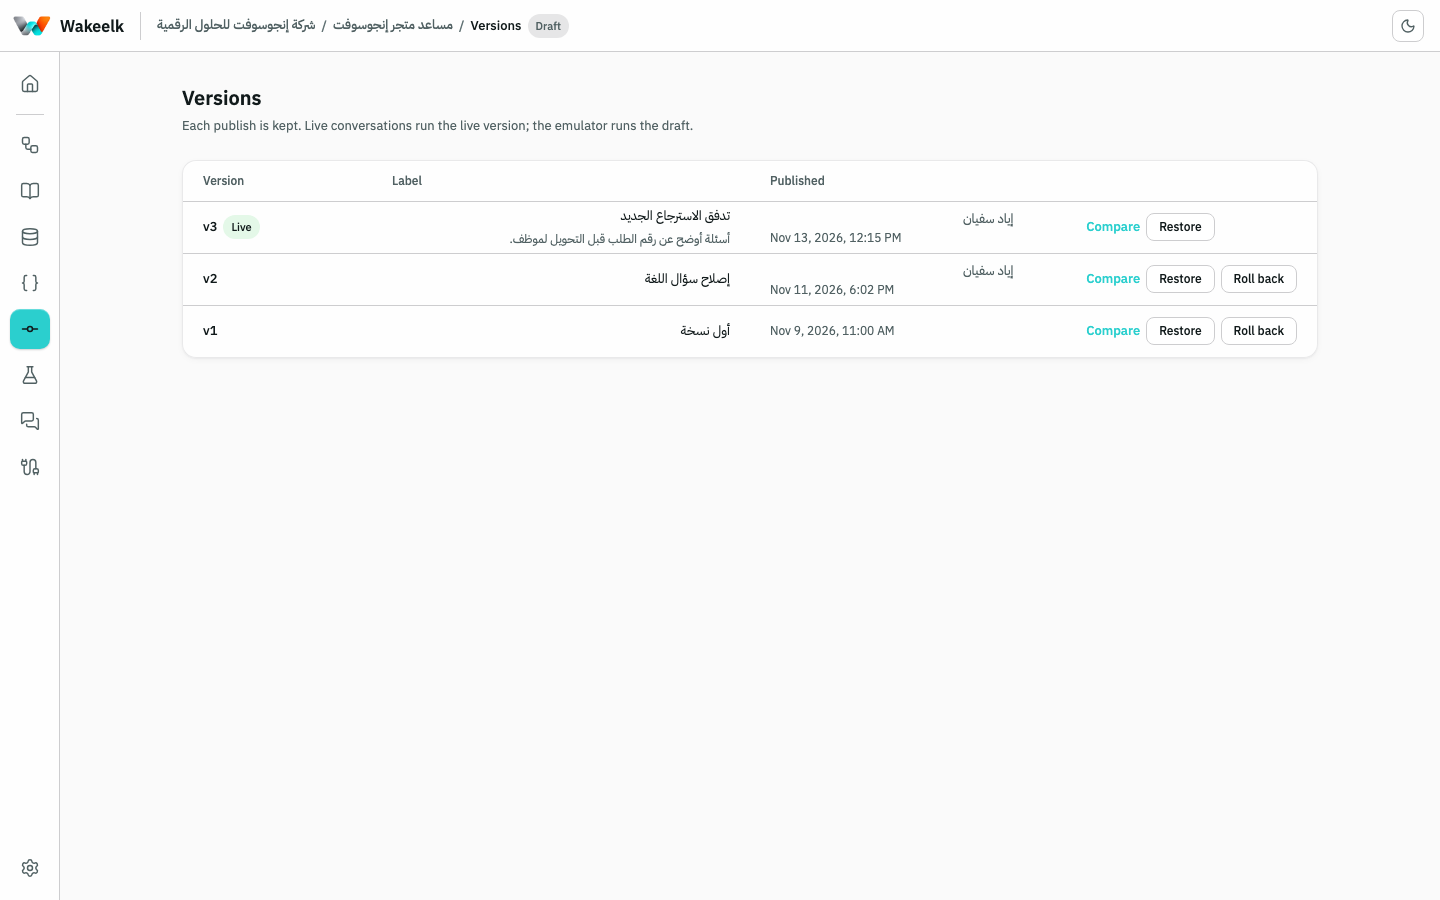 Wakeelk
شركة إنجوسوفت للحلول الرقمية / مساعد متجر إنجوسوفت / Versions Draft
Versions
Each publish is kept. Live conversations run the live version; the emulator runs the draft.
Version Label Published
v3 Live تدفق الاسترجاع الجديد
أسئلة أوضح عن رقم الطلب قبل التحويل لموظف.
إياد سفيان
Nov 13, 2026, 12:15 PM
Compare Restore
v2 إصلاح سؤال اللغة
إياد سفيان
Nov 11, 2026, 6:02 PM
Compare Restore Roll back
v1 أول نسخة Nov 9, 2026, 11:00 AM Compare Restore Roll back